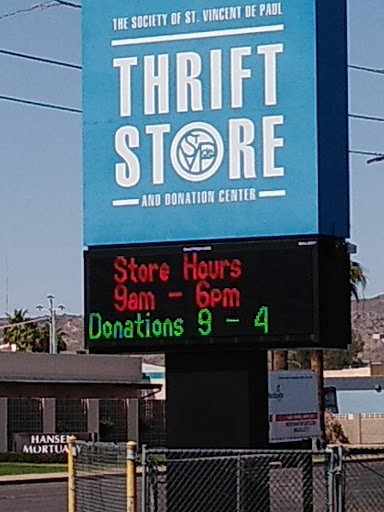 THE SOCIETY OF ST. VINCENT DE PAUL
THRIFT
STORE
AND DONATION CENTER
Store Hours
9am - 6pm
Donations 9 - 4
HANSEN
MORTUARY